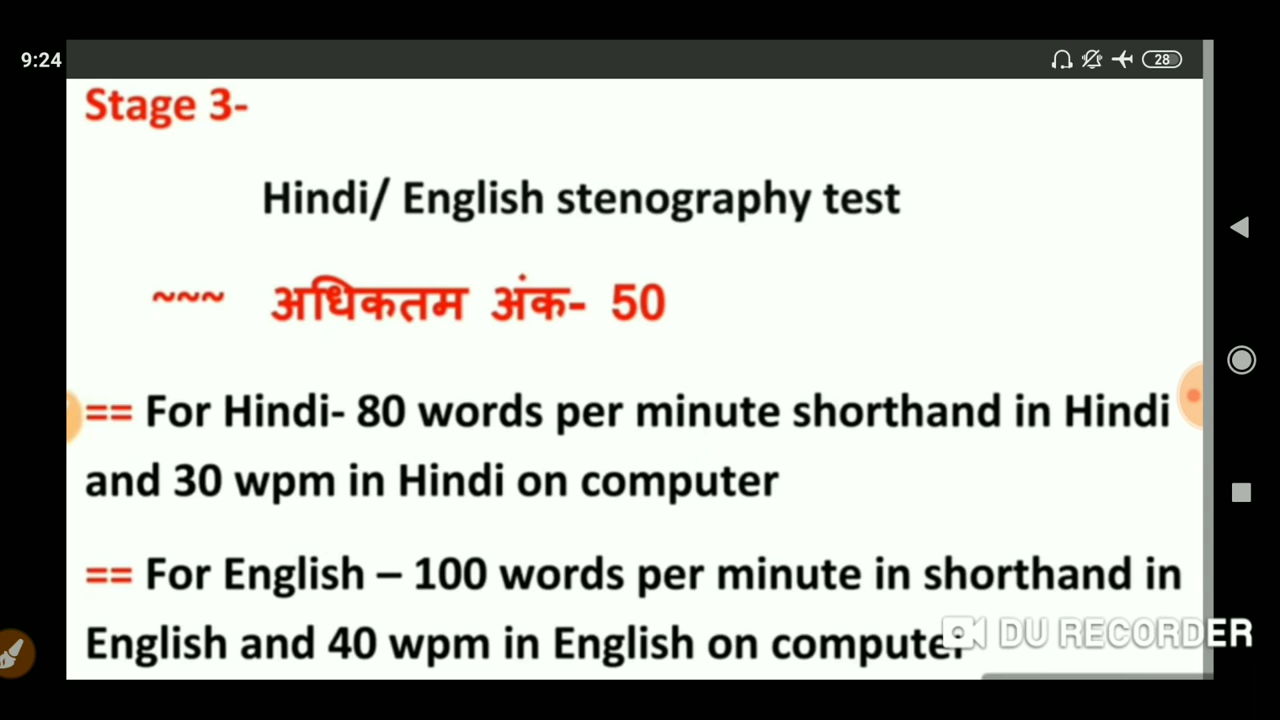 9:24
28
Stage 3-
Hindi/ English stenography test
~~~ अधिकतम अंक- 50
== For Hindi- 80 words per minute shorthand in Hindi
and 30 wpm in Hindi on computer
== For English – 100 words per minute in shorthand in
English and 40 wpm in English on computer
DU RECORDER